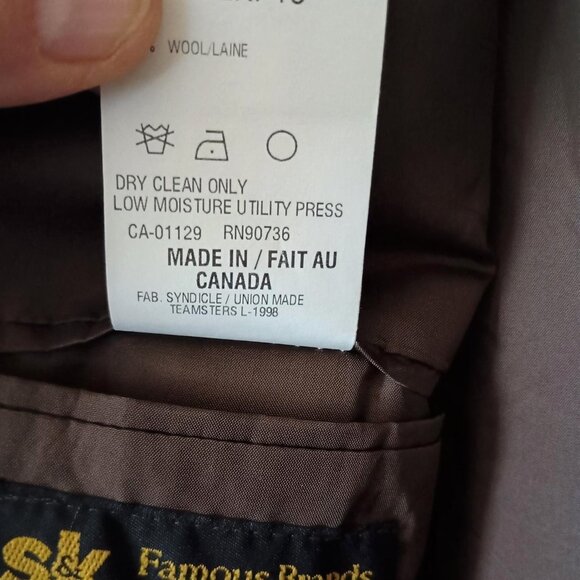 WOOL/LAINE
DRY CLEAN ONLY
LOW MOISTURE UTILITY PRESS
CA-01129 RN90736
MADE IN / FAIT AU
CANADA
FAB. SYNDICLE / UNION MADE
TEAMSTERS L-1998
S&K Famous Brands